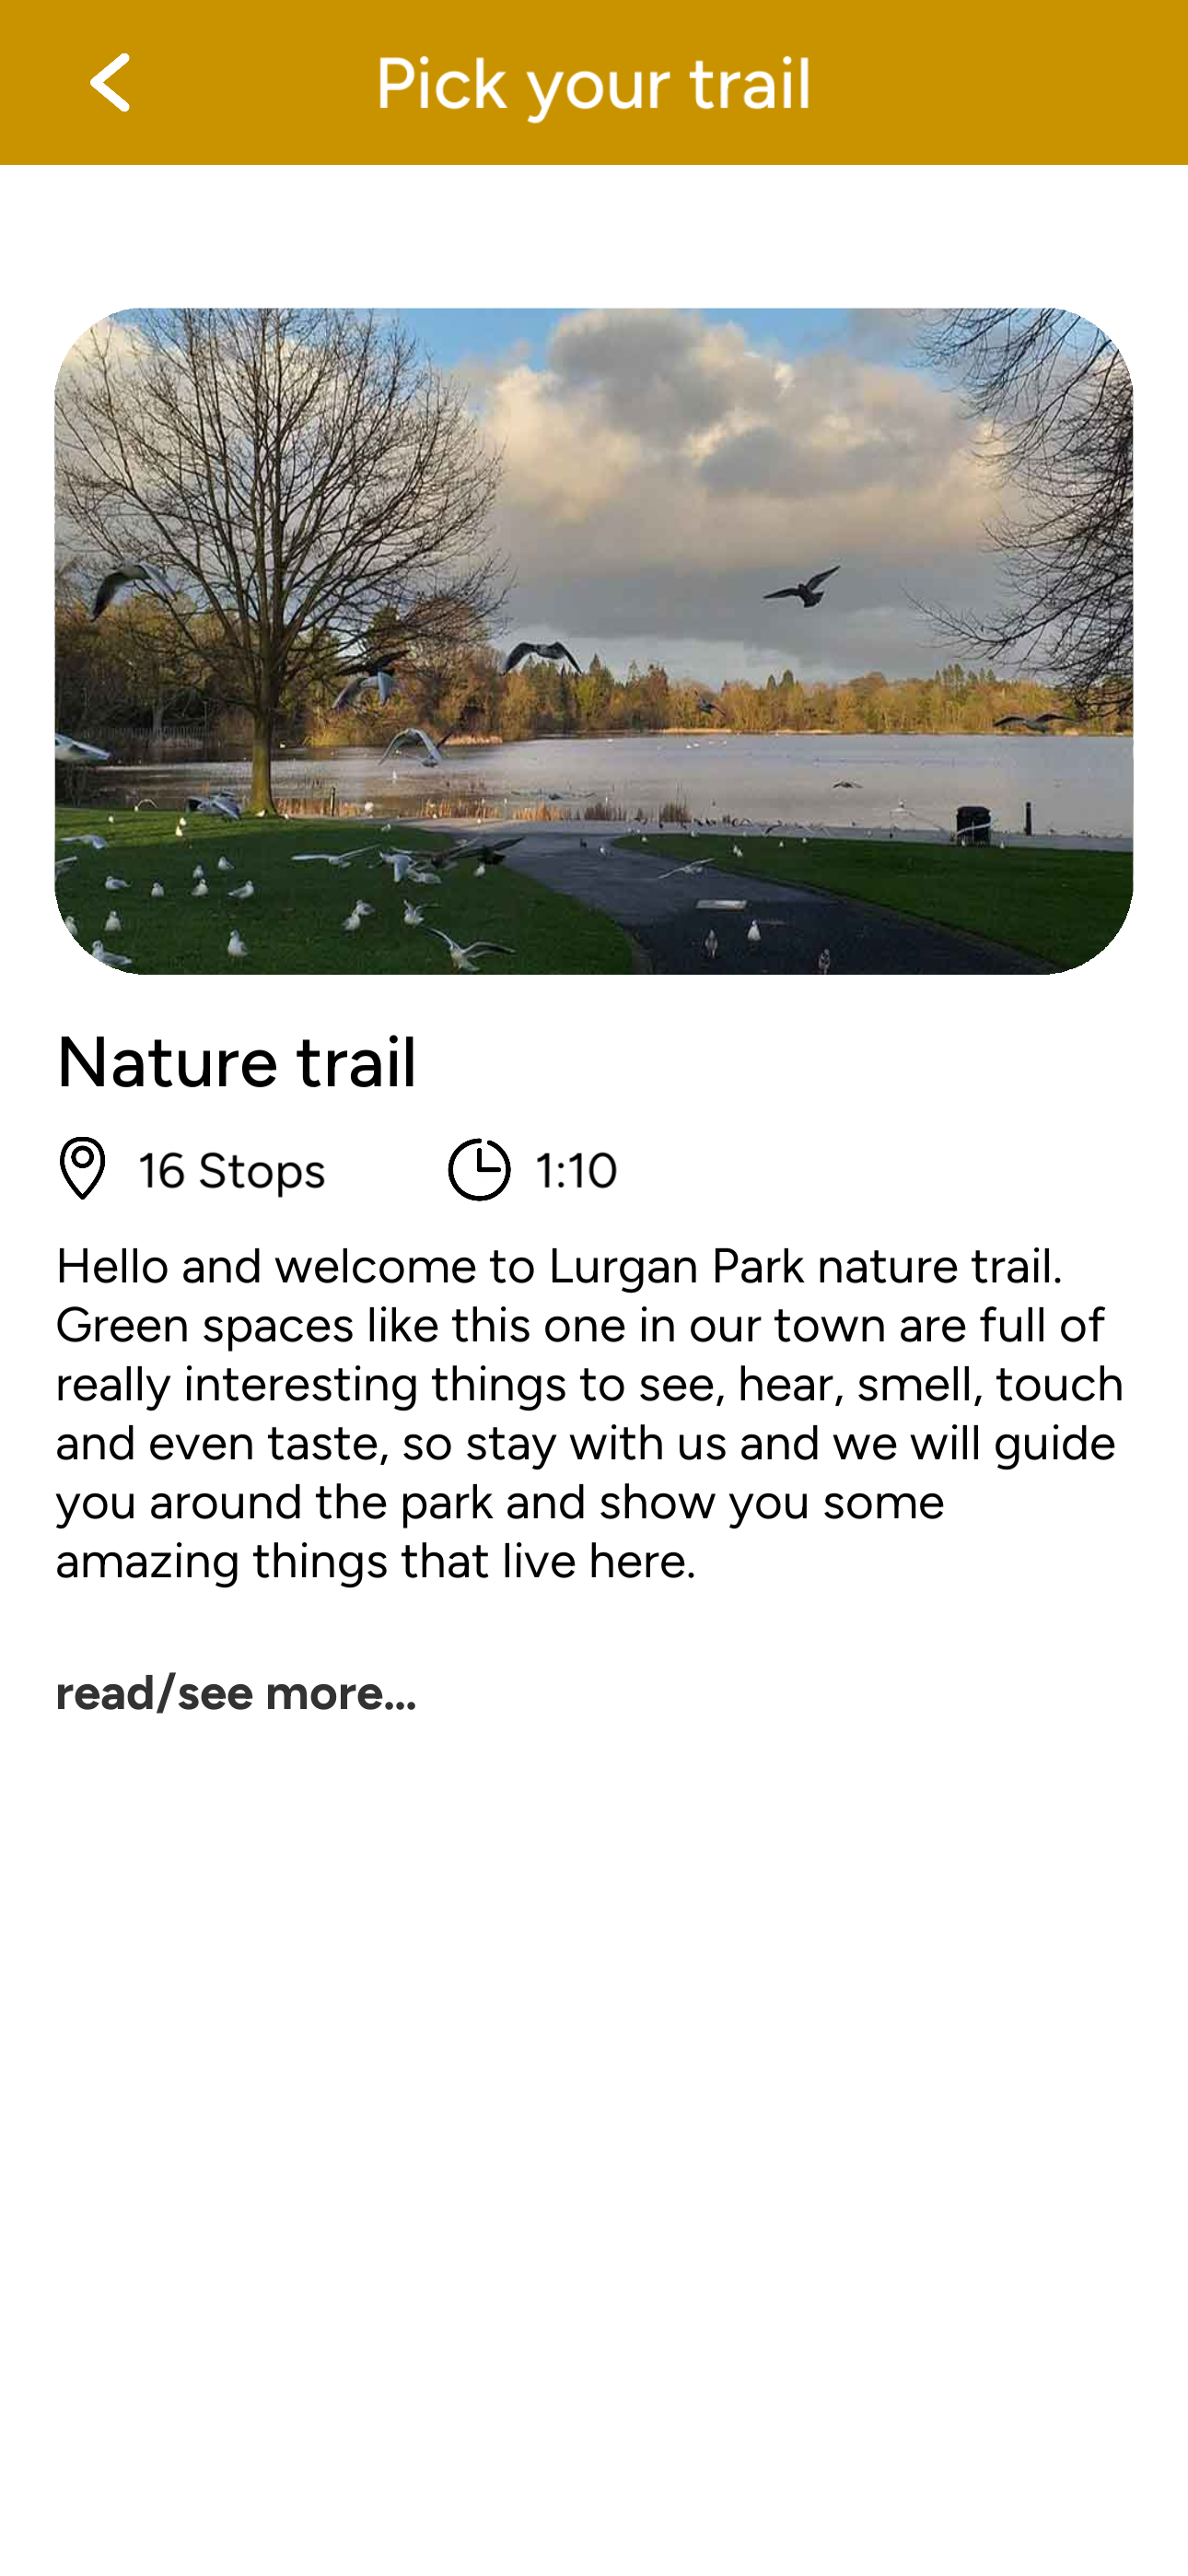 Pick your trail
Nature trail
16 Stops
1:10
Hello and welcome to Lurgan Park nature trail.
Green spaces like this one in our town are full of
really interesting things to see, hear, smell, touch
and even taste, so stay with us and we will guide
you around the park and show you some
amazing things that live here.
read/see more...